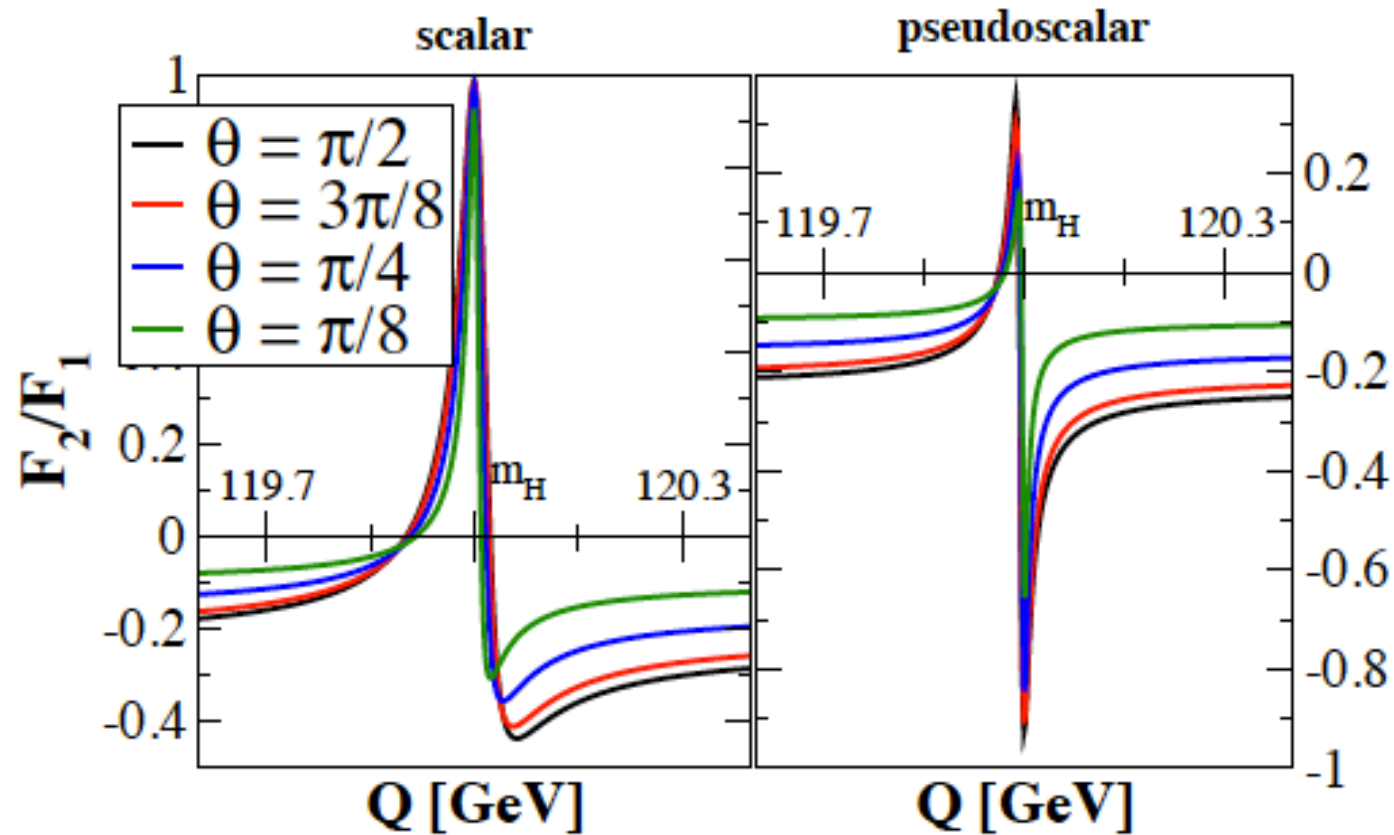 scalar
pseudoscalar
1
θ = π/2
θ = 3π/8
θ = π/4
θ = π/8
F2/F1
0.2
0
-0.2
-0.4
119.7
mH
120.3
Q [GeV]
119.7
mH
120.3
0.2
0
-0.2
-0.4
-0.6
-0.8
-1
Q [GeV]